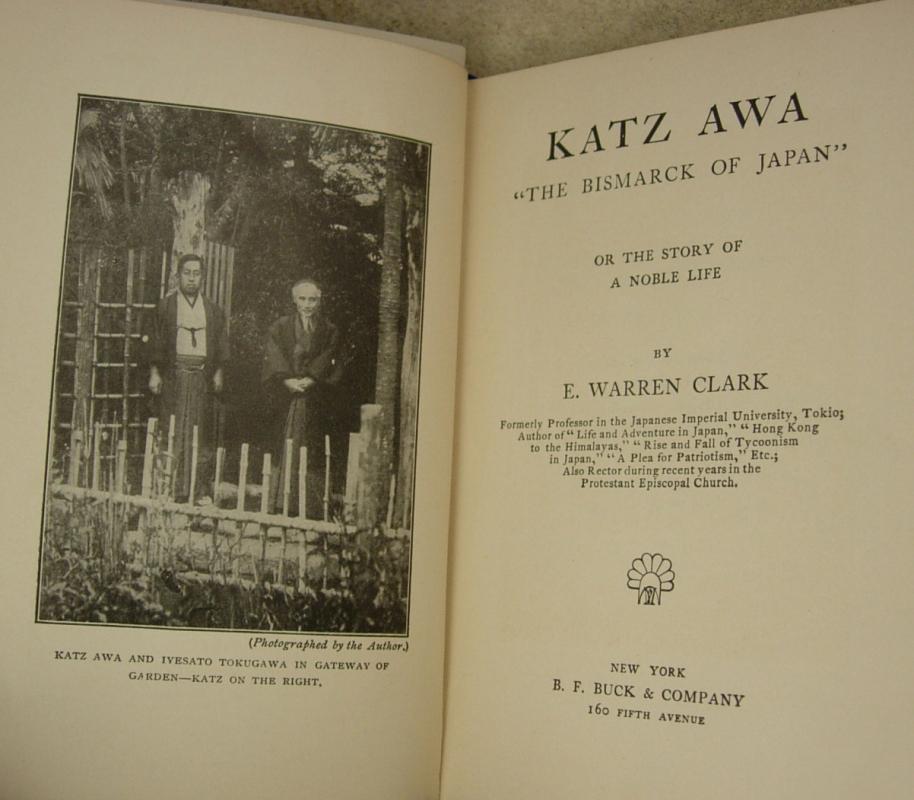 (Photographed by the Author.)
KATZ AWA AND IYESATO TOKUGAWA IN GATEWAY OF
GARDEN—KATZ ON THE RIGHT.
KATZ AWA
“THE BISMARCK OF JAPAN”
OR THE STORY OF
A NOBLE LIFE
BY
E. WARREN CLARK
Formerly Professor in the Japanese Imperial University, Tokio;
Author of “Life and Adventure in Japan,” “Hong Kong
to the Himalayas,” “Rise and Fall of Tycoonism
in Japan,” “A Plea for Patriotism,” Etc.;
Also Rector during recent years in the
Protestant Episcopal Church.
NEW YORK
B. F. BUCK & COMPANY
160 FIFTH AVENUE